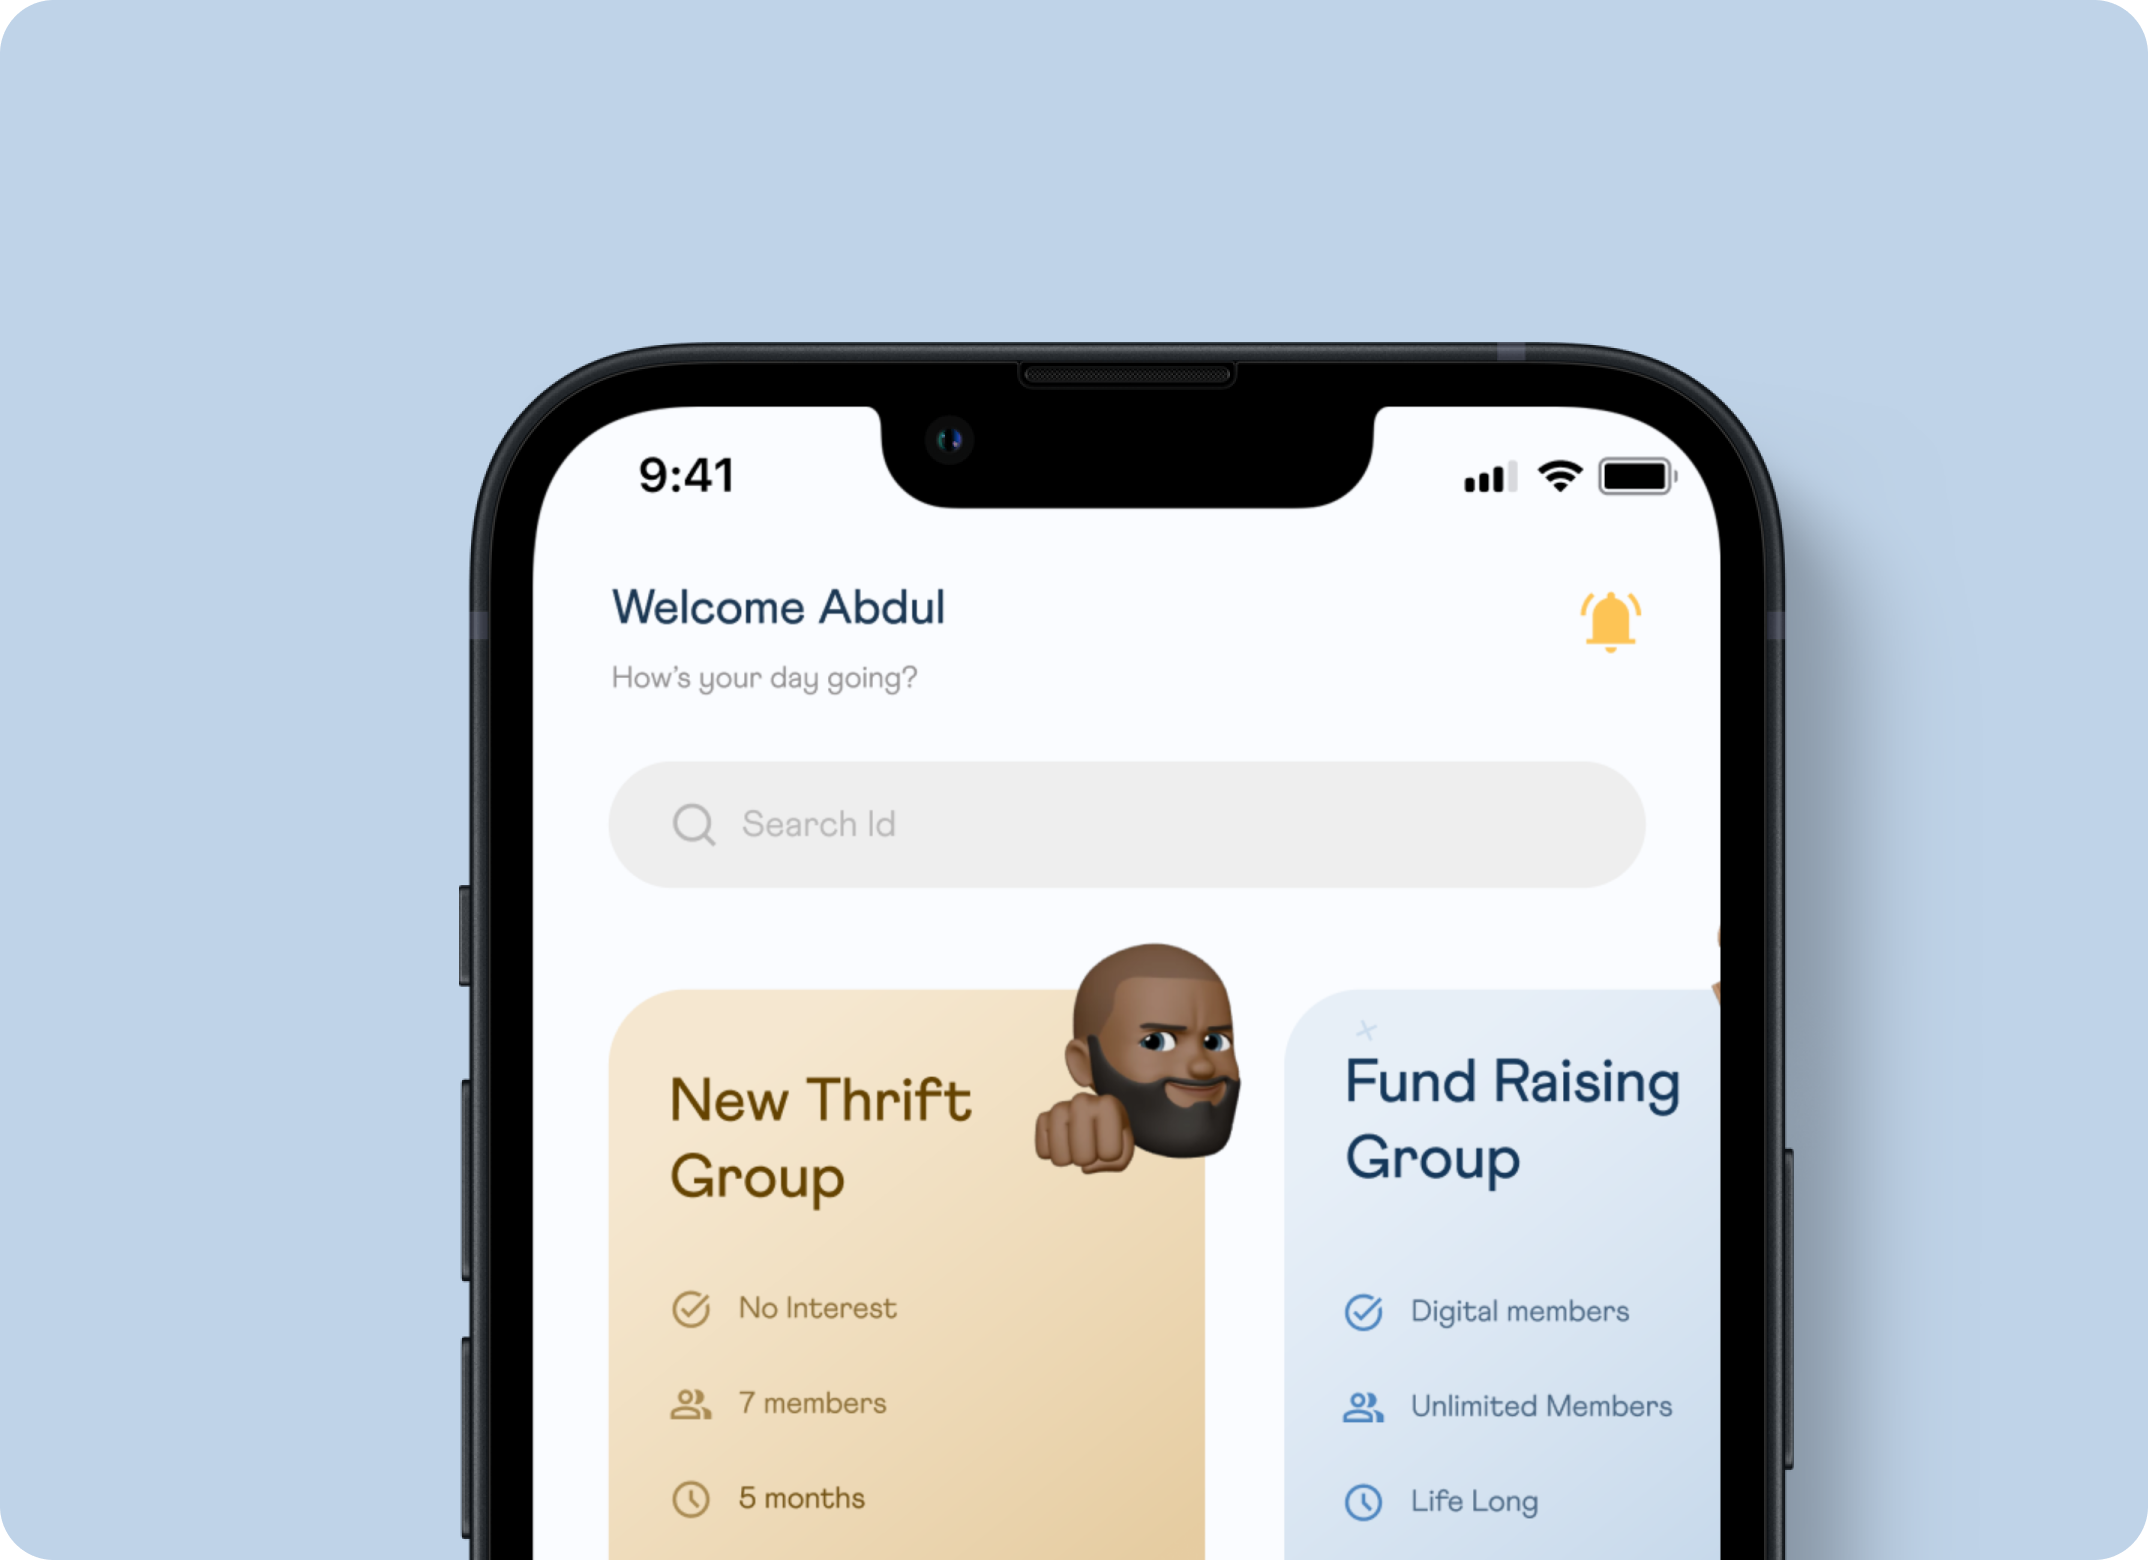 9:41
Welcome Abdul
How's your day going?
Search Id
New Thrift
Group
No Interest
7 members
5 months
Fund Raising
Group
Digital members
Unlimited Members
Life Long